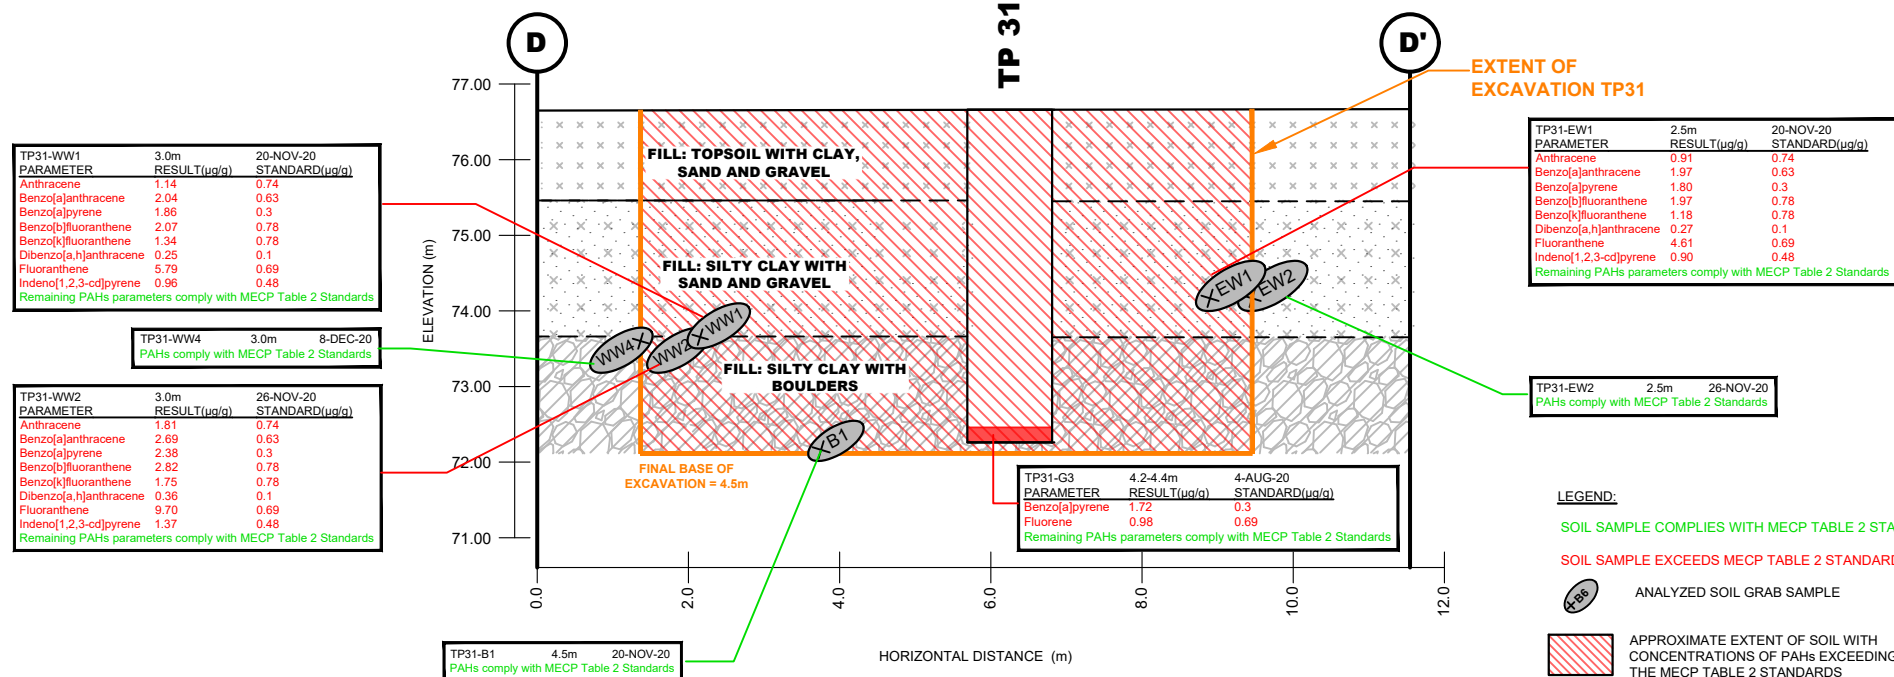 D
TP 31
D'
EXTENT OF
EXCAVATION TP31
77.00
76.00
75.00
74.00
73.00
72.00
71.00
ELEVATION (m)
TP31-WW1 3.0m 20-NOV-20
PARAMETER RESULT(µg/g) STANDARD(µg/g)
Anthracene 1.14 0.74
Benzo[a]anthracene 2.04 0.63
Benzo[a]pyrene 1.86 0.3
Benzo[b]fluoranthene 2.07 0.78
Benzo[k]fluoranthene 1.34 0.78
Dibenzo[a,h]anthracene 0.25 0.1
Fluoranthene 5.79 0.69
Indeno[1,2,3-cd]pyrene 0.96 0.48
Remaining PAHs parameters comply with MECP Table 2 Standards
TP31-WW4 3.0m 8-DEC-20
PAHs comply with MECP Table 2 Standards
TP31-WW2 3.0m 26-NOV-20
PARAMETER RESULT(µg/g) STANDARD(µg/g)
Anthracene 1.81 0.74
Benzo[a]anthracene 2.69 0.63
Benzo[a]pyrene 2.38 0.3
Benzo[b]fluoranthene 2.82 0.78
Benzo[k]fluoranthene 1.75 0.78
Dibenzo[a,h]anthracene 0.36 0.1
Fluoranthene 9.70 0.69
Indeno[1,2,3-cd]pyrene 1.37 0.48
Remaining PAHs parameters comply with MECP Table 2 Standards
FILL: TOPSOIL WITH CLAY,
SAND AND GRAVEL
FILL: SILTY CLAY WITH
SAND AND GRAVEL
FILL: SILTY CLAY WITH
BOULDERS
WW4
WW2
WW1
B1
EW1
EW2
FINAL BASE OF
EXCAVATION = 4.5m
TP31-EW1 2.5m 20-NOV-20
PARAMETER RESULT(µg/g) STANDARD(µg/g)
Anthracene 0.91 0.74
Benzo[a]anthracene 1.97 0.63
Benzo[a]pyrene 1.80 0.3
Benzo[b]fluoranthene 1.97 0.78
Benzo[k]fluoranthene 1.18 0.78
Dibenzo[a,h]anthracene 0.27 0.1
Fluoranthene 4.61 0.69
Indeno[1,2,3-cd]pyrene 0.90 0.48
Remaining PAHs parameters comply with MECP Table 2 Standards
TP31-EW2 2.5m 26-NOV-20
PAHs comply with MECP Table 2 Standards
TP31-G3 4.2-4.4m 4-AUG-20
PARAMETER RESULT(µg/g) STANDARD(µg/g)
Benzo[a]pyrene 1.72 0.3
Fluorene 0.98 0.69
Remaining PAHs parameters comply with MECP Table 2 Standards
0.0 2.0 4.0 6.0 8.0 10.0 12.0
HORIZONTAL DISTANCE (m)
TP31-B1 4.5m 20-NOV-20
PAHs comply with MECP Table 2 Standards
LEGEND:
SOIL SAMPLE COMPLIES WITH MECP TABLE 2
SOIL SAMPLE EXCEEDS MECP TABLE 2
B6
ANALYZED SOIL GRAB SAMPLE
APPROXIMATE EXTENT OF SOIL WITH
CONCENTRATIONS OF PAHs EXCEEDING
THE MECP TABLE 2 STANDARDS